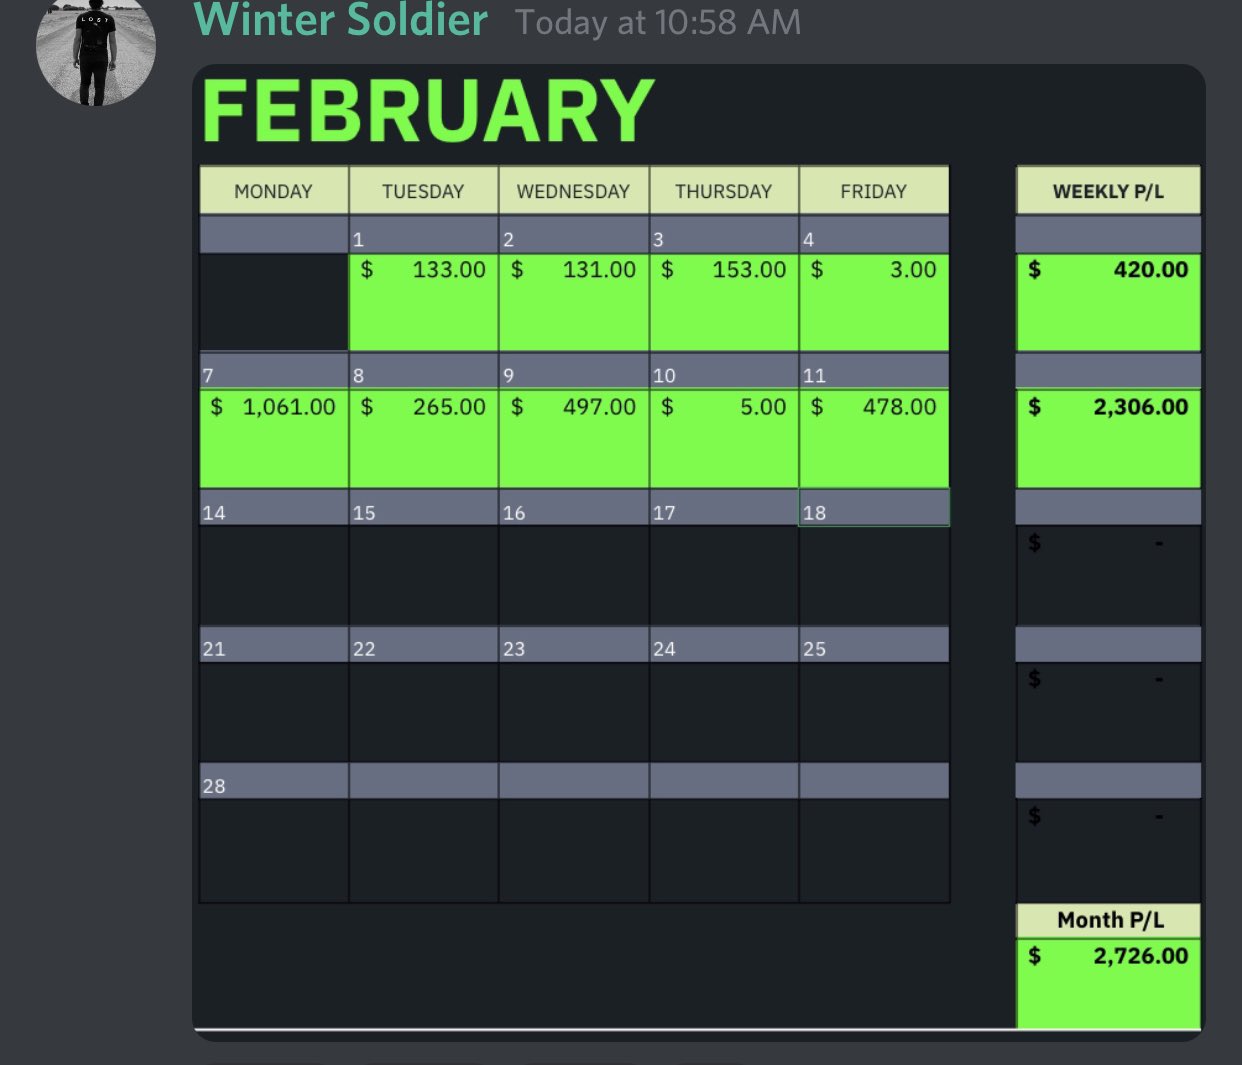 Winter Soldier Today at 10:58 AM
LOST
FEBRUARY
MONDAY TUESDAY WEDNESDAY THURSDAY FRIDAY WEEKLY P/L
1 2 3 4
$ 133.00 $ 131.00 $ 153.00 $ 3.00 $ 420.00
7 8 9 10 11
$ 1,061.00 $ 265.00 $ 497.00 $ 5.00 $ 478.00 $ 2,306.00
14 15 16 17 18
$ -
21 22 23 24 25
$ -
28
$ -
Month P/L
$ 2,726.00